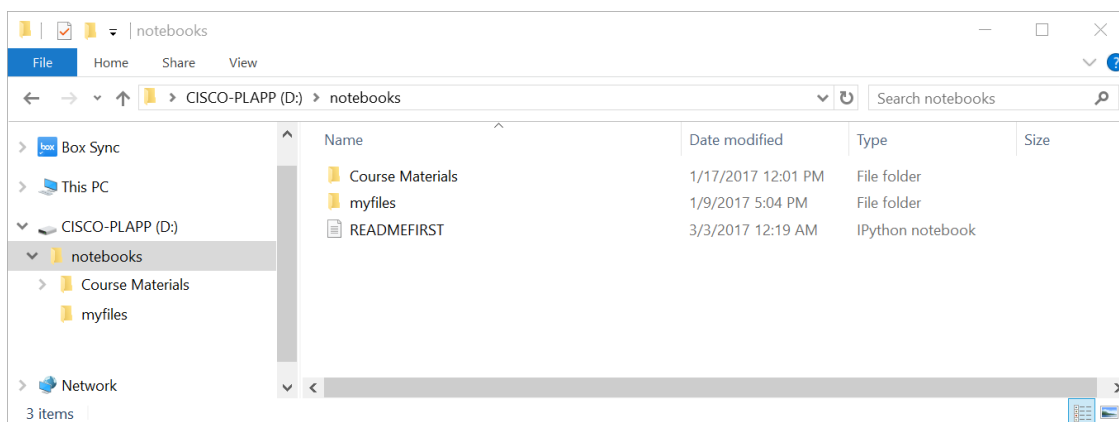 notebooks
File Home Share View ?
CISCO-PLAPP (D:) notebooks Search notebooks
Name Date modified Type Size
box Box Sync
Course Materials 1/17/2017 12:01 PM File folder
This PC
myfiles 1/9/2017 5:04 PM File folder
CISCO-PLAPP (D:)
READMEFIRST 3/3/2017 12:19 AM IPython notebook
notebooks
Course Materials
myfiles
Network
3 items